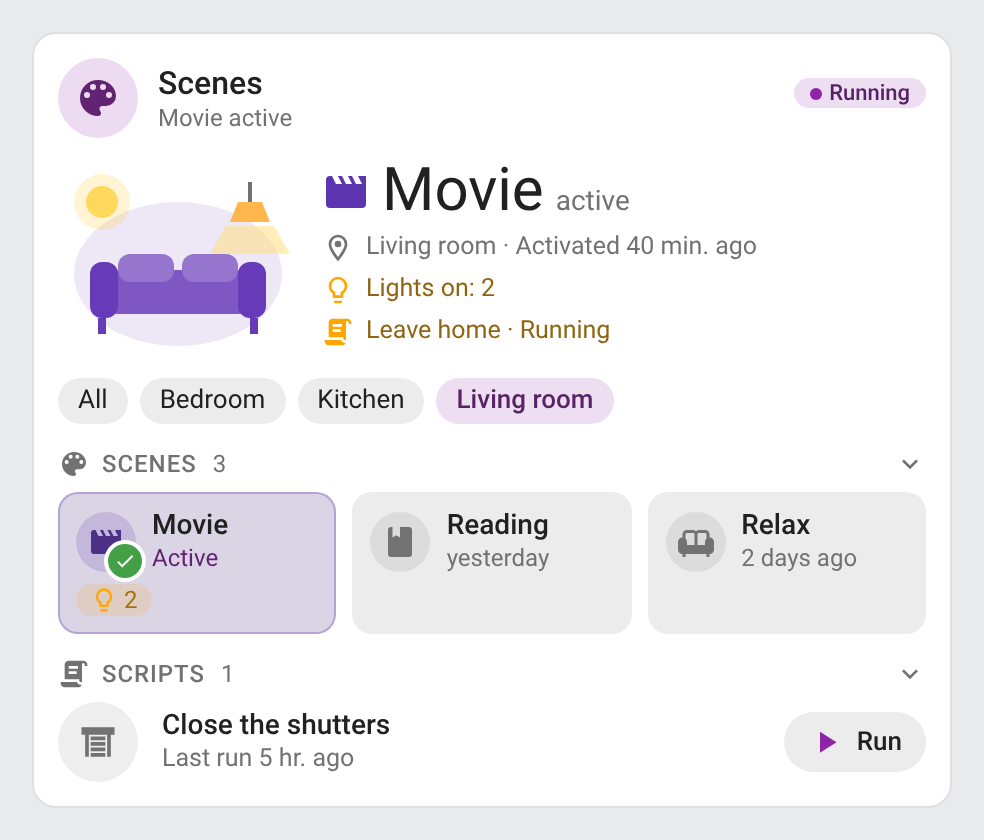 Scenes
Movie active
Running
Movie active
Living room · Activated 40 min. ago
Lights on: 2
Leave home · Running
All
Bedroom
Kitchen
Living room
SCENES 3
Movie
Active
2
Reading
yesterday
Relax
2 days ago
SCRIPTS 1
Close the shutters
Last run 5 hr. ago
Run